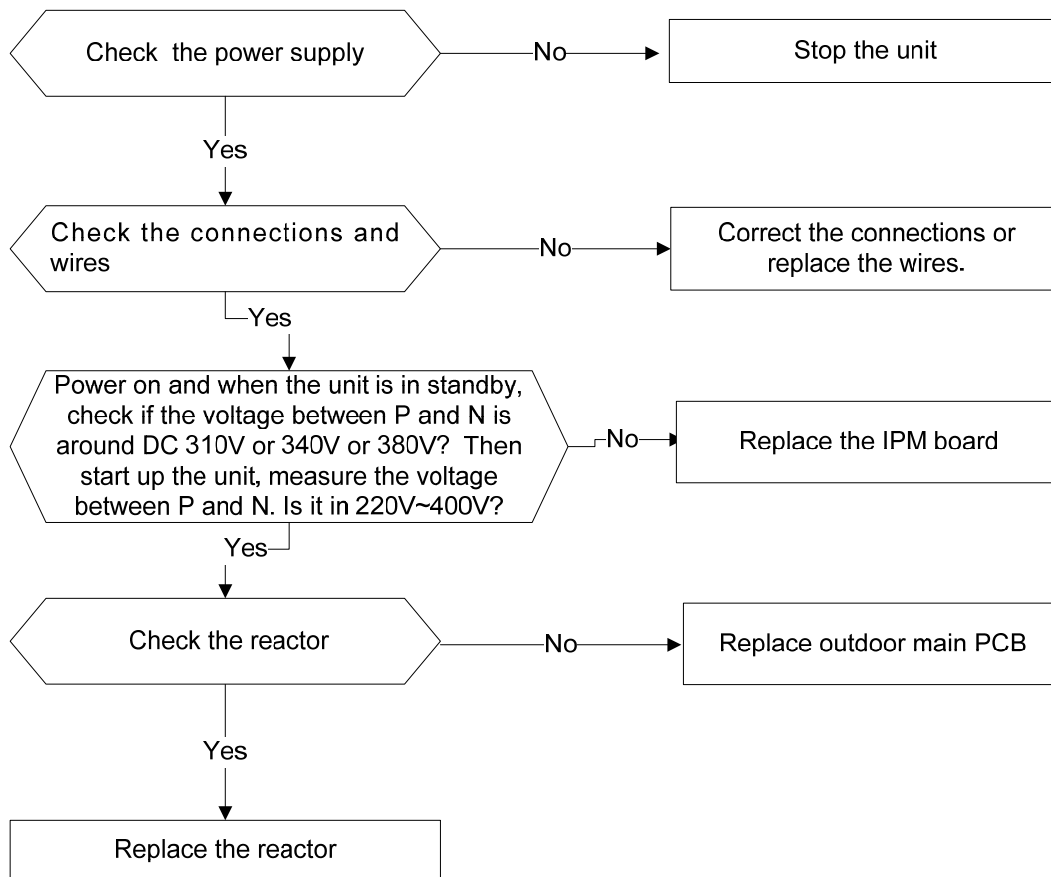 Check the power supply
No
Stop the unit
Yes
Check the connections and
wires
No
Correct the connections or
replace the wires.
Yes
Power on and when the unit is in standby,
check if the voltage between P and N is
around DC 310V or 340V or 380V? Then
start up the unit, measure the voltage
between P and N. Is it in 220V~400V?
No
Replace the IPM board
Yes
Check the reactor
No
Replace outdoor main PCB
Yes
Replace the reactor